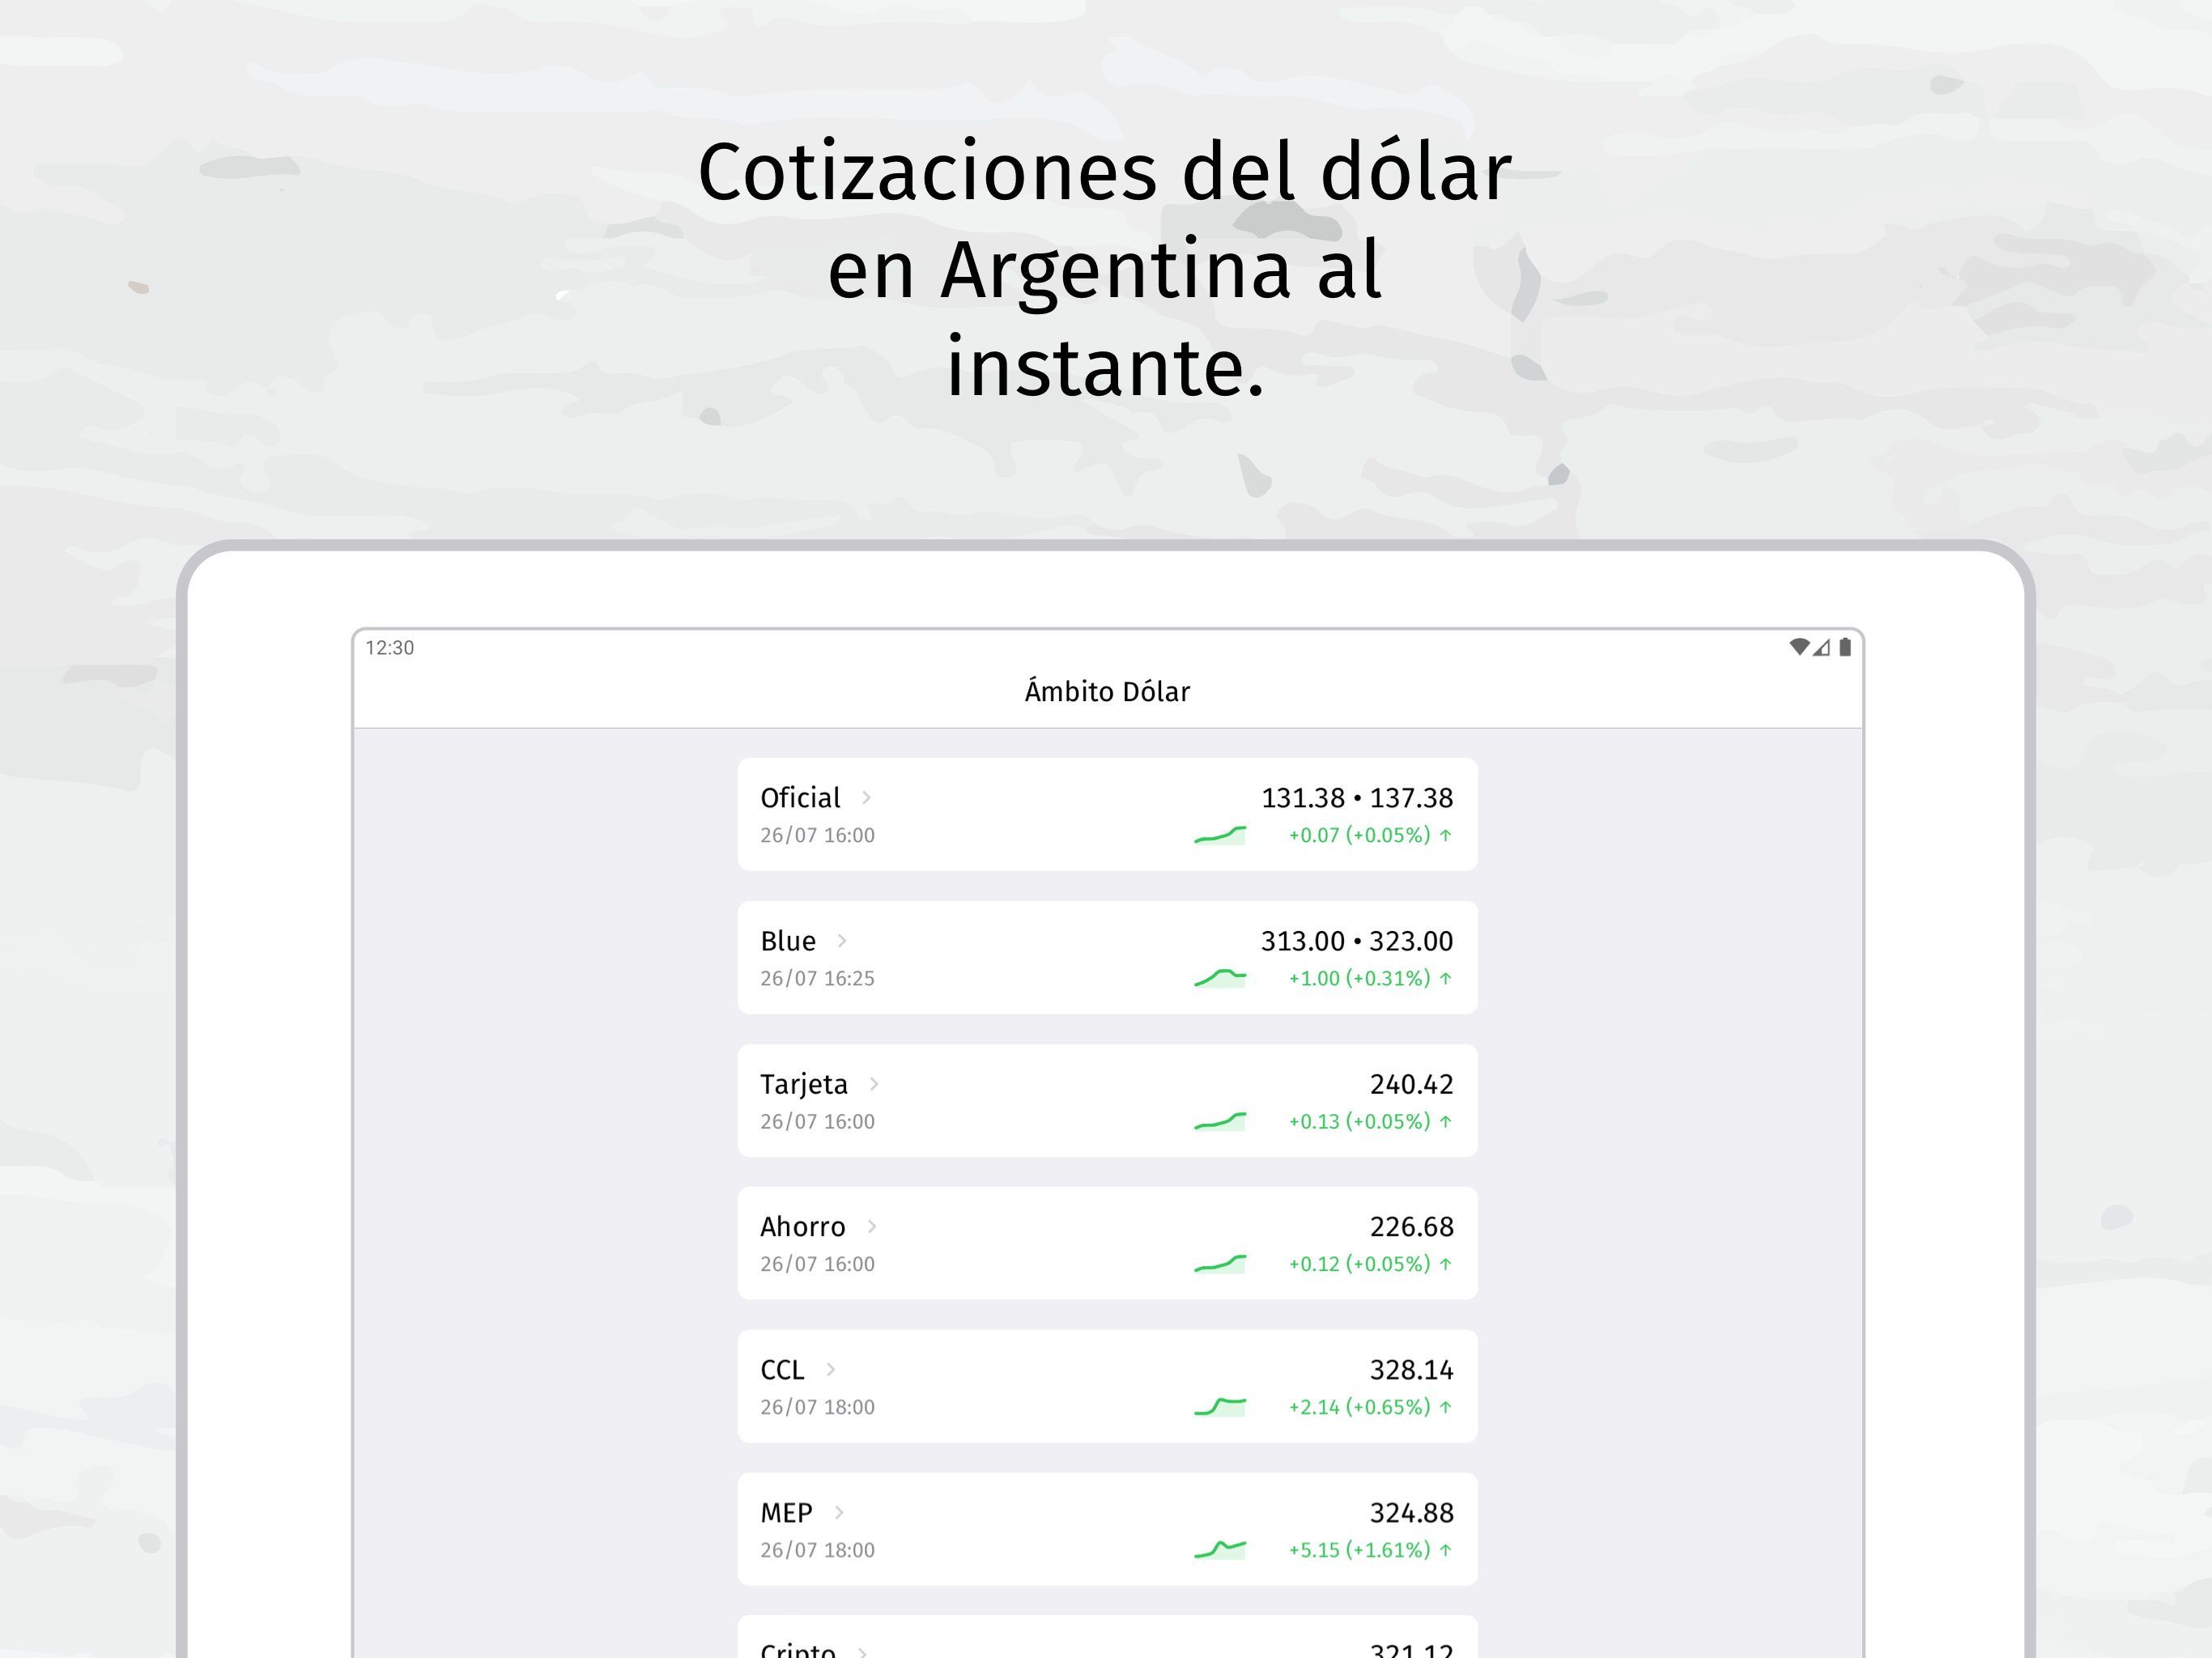 Cotizaciones del dólar
en Argentina al
instante.
12:30
Ámbito Dólar
Oficial
131.38 • 137.38
26/07 16:00
+0.07 (+0.05%) ↑
Blue
313.00 • 323.00
26/07 16:25
+1.00 (+0.31%) ↑
Tarjeta
240.42
26/07 16:00
+0.13 (+0.05%) ↑
Ahorro
226.68
26/07 16:00
+0.12 (+0.05%) ↑
CCL
328.14
26/07 18:00
+2.14 (+0.65%) ↑
MEP
324.88
26/07 18:00
+5.15 (+1.61%) ↑
Cripto
321.12